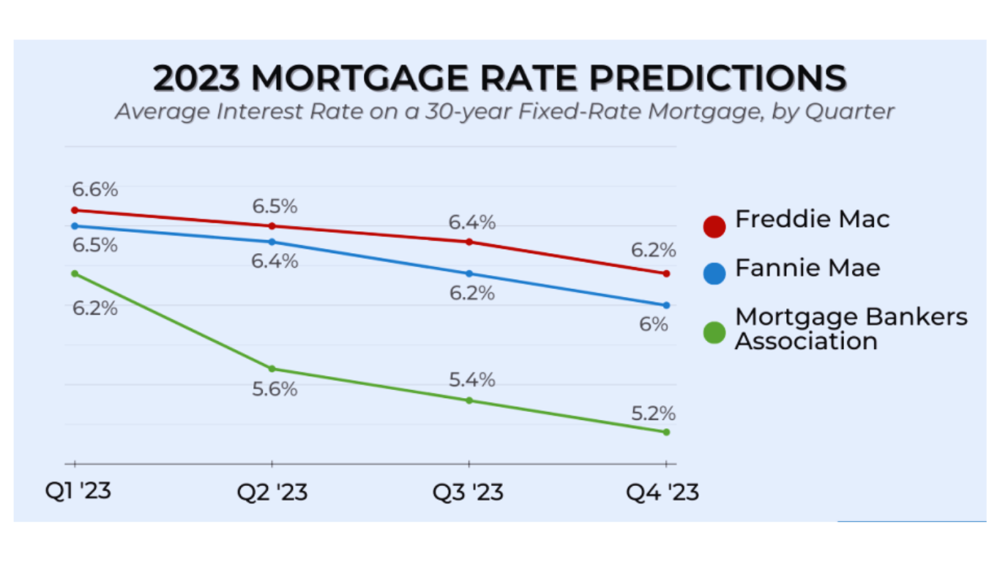 2023 MORTGAGE RATE PREDICTIONS
Average Interest Rate on a 30-year Fixed-Rate Mortgage, by Quarter
6.6%
6.5%
6.4%
6.2%
6.5%
6.4%
6.2%
6%
6.2%
5.6%
5.4%
5.2%
Q1 '23
Q2 '23
Q3 '23
Q4 '23
Freddie Mac
Fannie Mae
Mortgage Bankers
Association